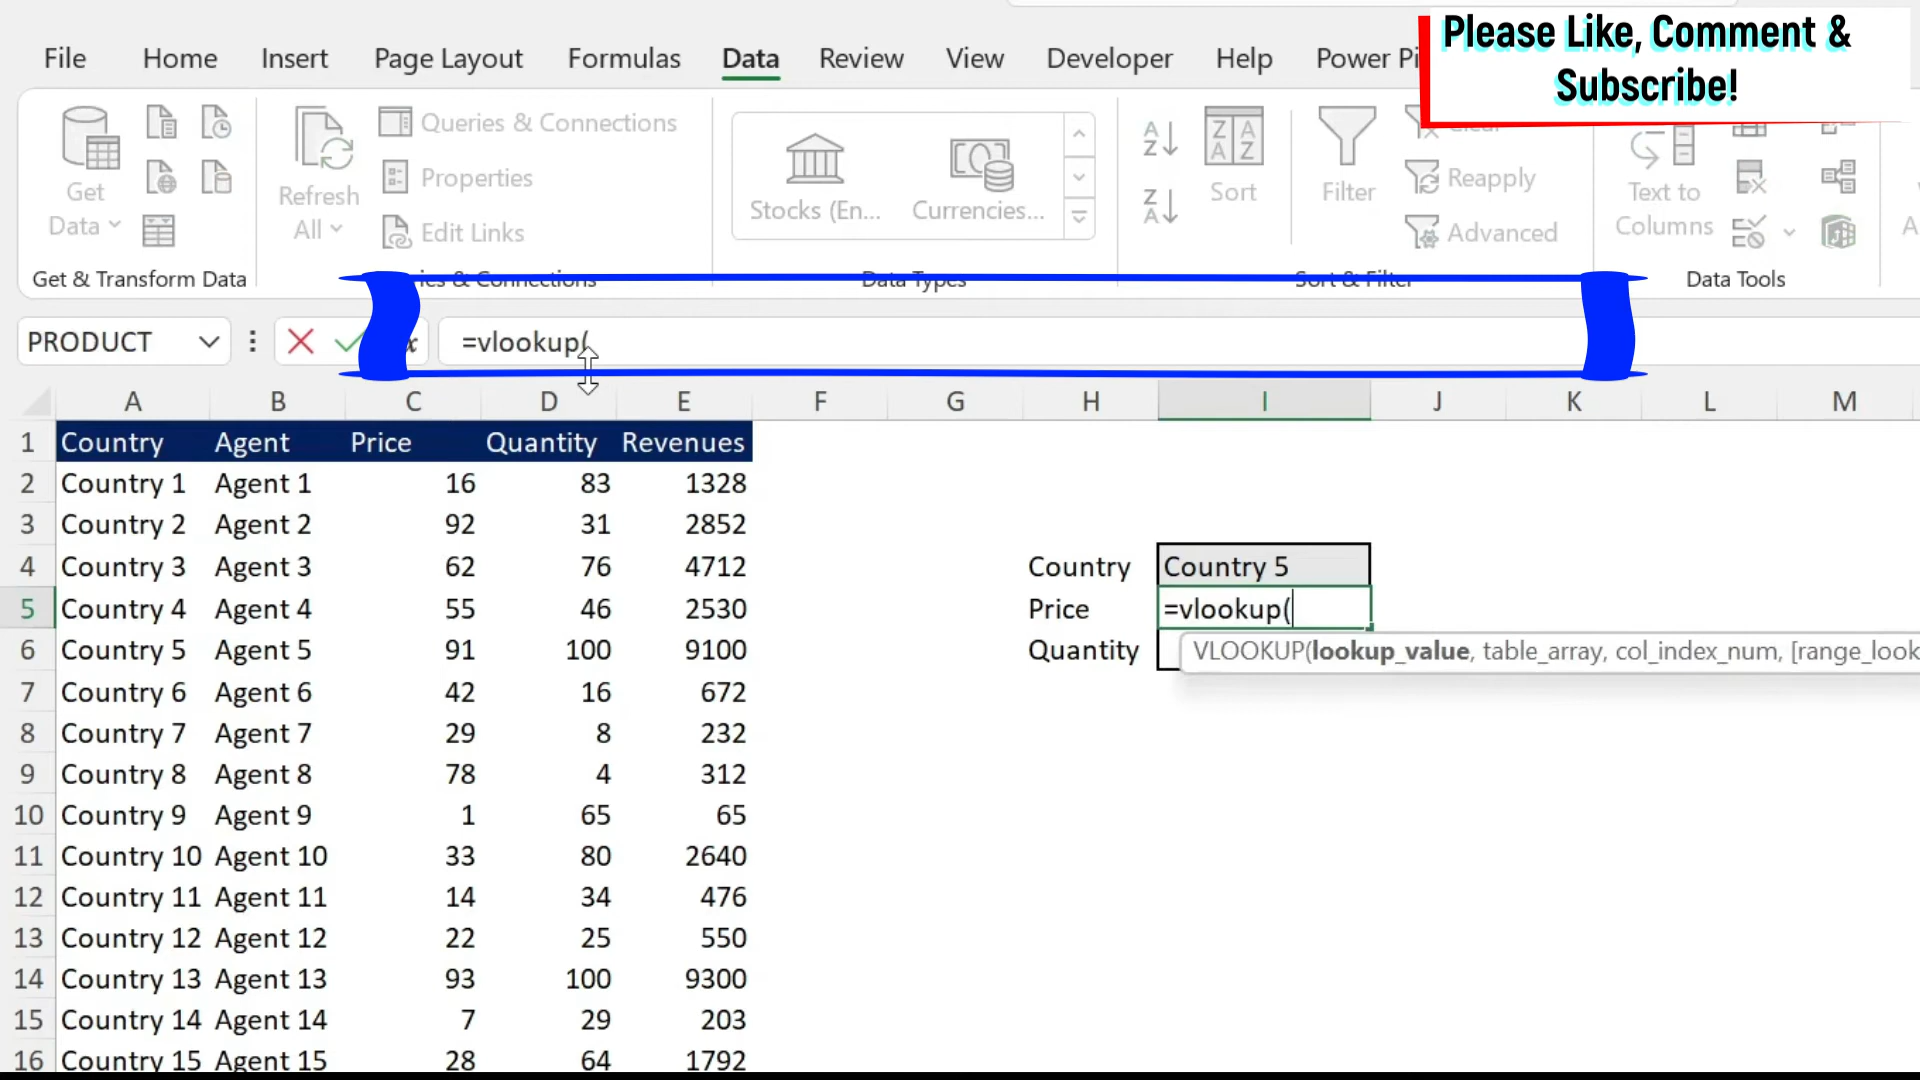 Please Like, Comment &
Subscribe!
File Home Insert Page Layout Formulas Data Review View Developer Help Power
Get
Data
Refresh
All
Queries & Connections
Properties
Edit Links
Stocks (En... Currencies...
Sort
Filter
Reapply
Advanced
Text to
Columns
Get & Transform Data
& Connections
Data Types
Sort & Filter
Data Tools
PRODUCT
=vlookup(
A B C D E F G H I J K L M
1 Country Agent Price Quantity Revenues
2 Country 1 Agent 1 16 83 1328
3 Country 2 Agent 2 92 31 2852
4 Country 3 Agent 3 62 76 4712 Country Country 5
5 Country 4 Agent 4 55 46 2530 Price =vlookup(
6 Country 5 Agent 5 91 100 9100 Quantity VLOOKUP(lookup_value, table_array, col_index_num, [range_look
7 Country 6 Agent 6 42 16 672
8 Country 7 Agent 7 29 8 232
9 Country 8 Agent 8 78 4 312
10 Country 9 Agent 9 1 65 65
11 Country 10 Agent 10 33 80 2640
12 Country 11 Agent 11 14 34 476
13 Country 12 Agent 12 22 25 550
14 Country 13 Agent 13 93 100 9300
15 Country 14 Agent 14 7 29 203
16 Country 15 Agent 15 28 64 1792